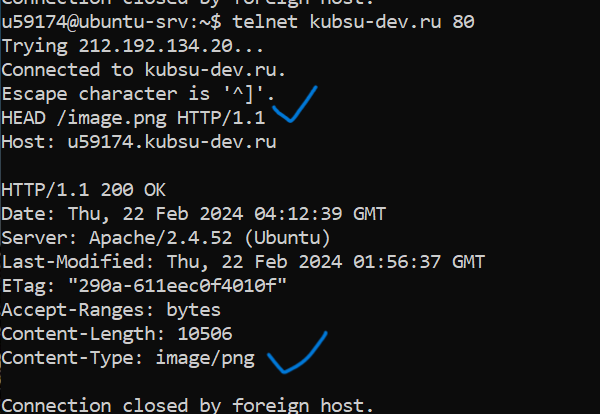 Connection closed by foreign host.
u59174@ubuntu-srv:~$ telnet kubsu-dev.ru 80
Trying 212.192.134.20...
Connected to kubsu-dev.ru.
Escape character is '^]'.
HEAD /image.png HTTP/1.1
Host: u59174.kubsu-dev.ru

HTTP/1.1 200 OK
Date: Thu, 22 Feb 2024 04:12:39 GMT
Server: Apache/2.4.52 (Ubuntu)
Last-Modified: Thu, 22 Feb 2024 01:56:37 GMT
ETag: "290a-611eec0f4010f"
Accept-Ranges: bytes
Content-Length: 10506
Content-Type: image/png

Connection closed by foreign host.